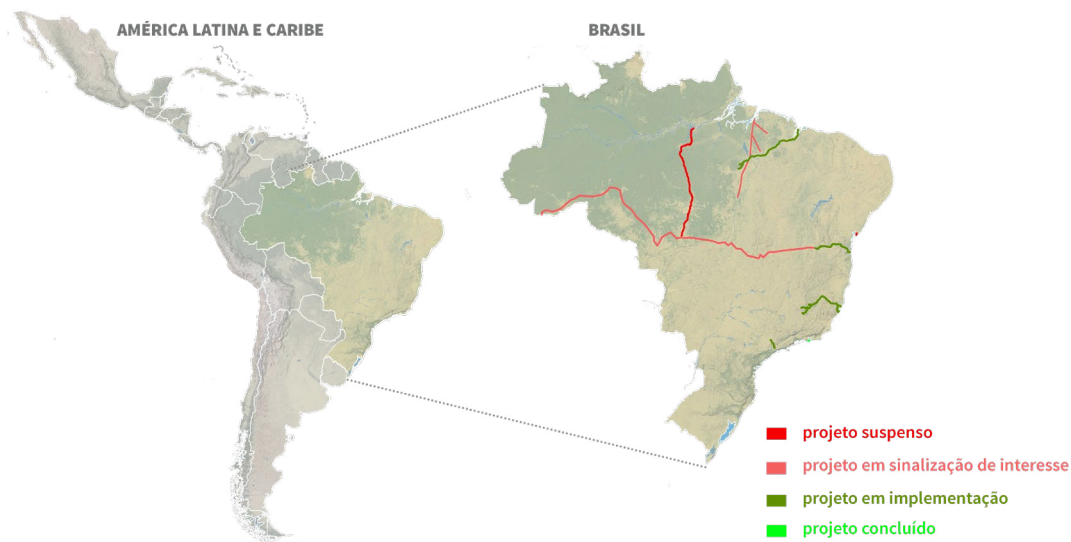 AMÉRICA LATINA E CARIBE
BRASIL
projeto suspenso
projeto em sinalização de interesse
projeto em implementação
projeto concluído